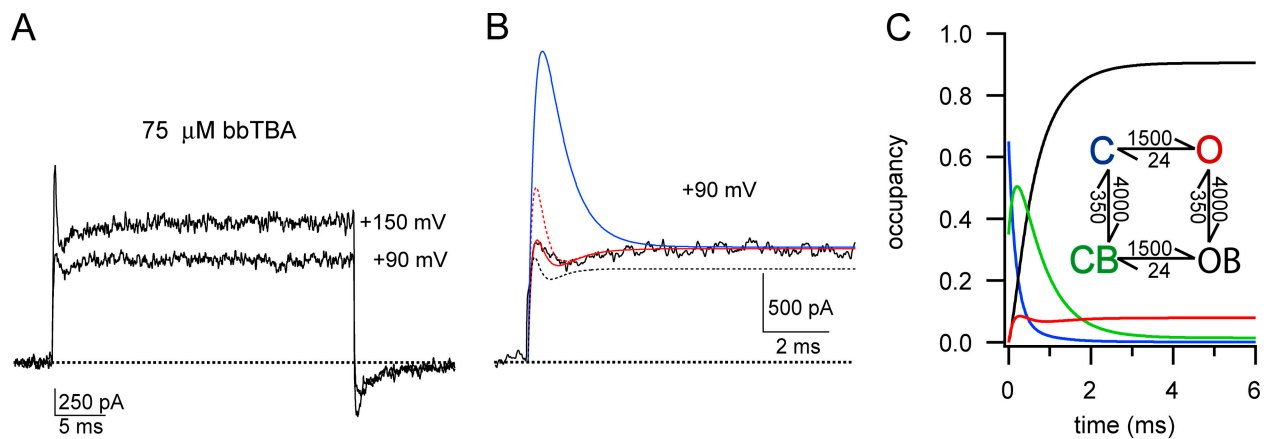 A
75 μM bbTBA
+150 mV
+90 mV
250 pA
5 ms
B
+90 mV
500 pA
2 ms
C
occupancy
1.0
0.8
0.6
0.4
0.2
0.0
0
2
4
6
time (ms)
C
1500
24
O
350
4000
350
4000
CB
1500
24
OB